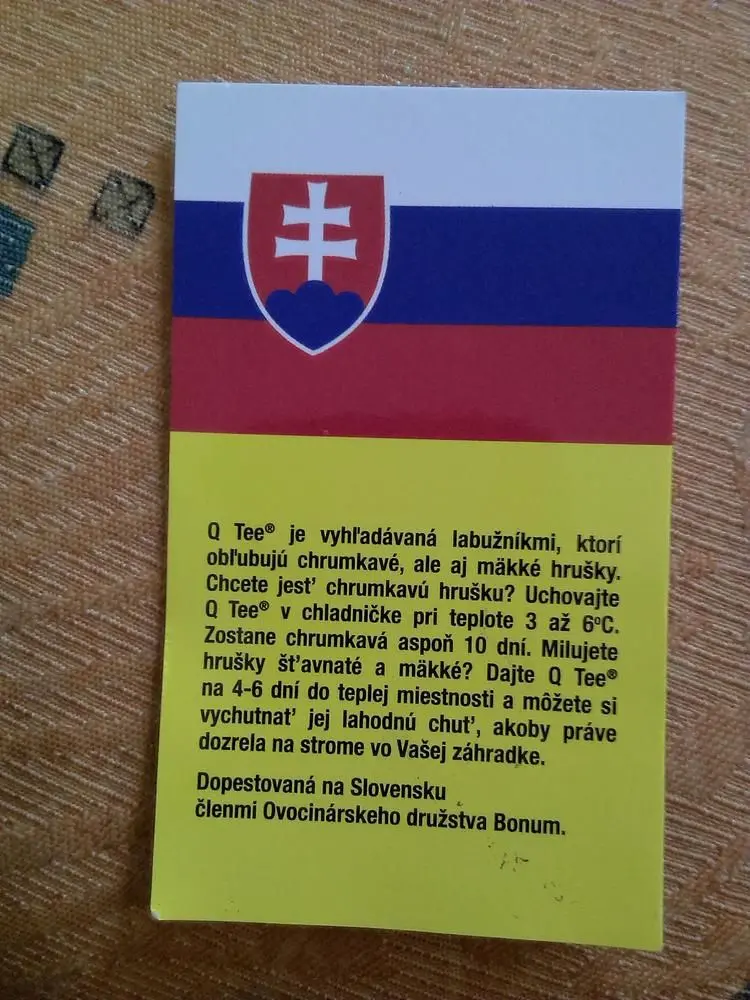 Q Tee® je vyhľadávaná labužníkmi, ktorí
obľubujú chrumkavé, ale aj mäkké hrušky.
Chcete jesť chrumkavú hrušku? Uchovajte
Q Tee® v chladničke pri teplote 3 až 6ºC.
Zostane chrumkavá aspoň 10 dní. Milujete
hrušky šťavnaté a mäkké? Dajte Q Tee®
na 4-6 dní do teplej miestnosti a môžete si
vychutnať jej lahodnú chuť, akoby práve
dozrela na strome vo Vašej záhradke.
Dopestovaná na Slovensku
členmi Ovocinárskeho družstva Bonum.